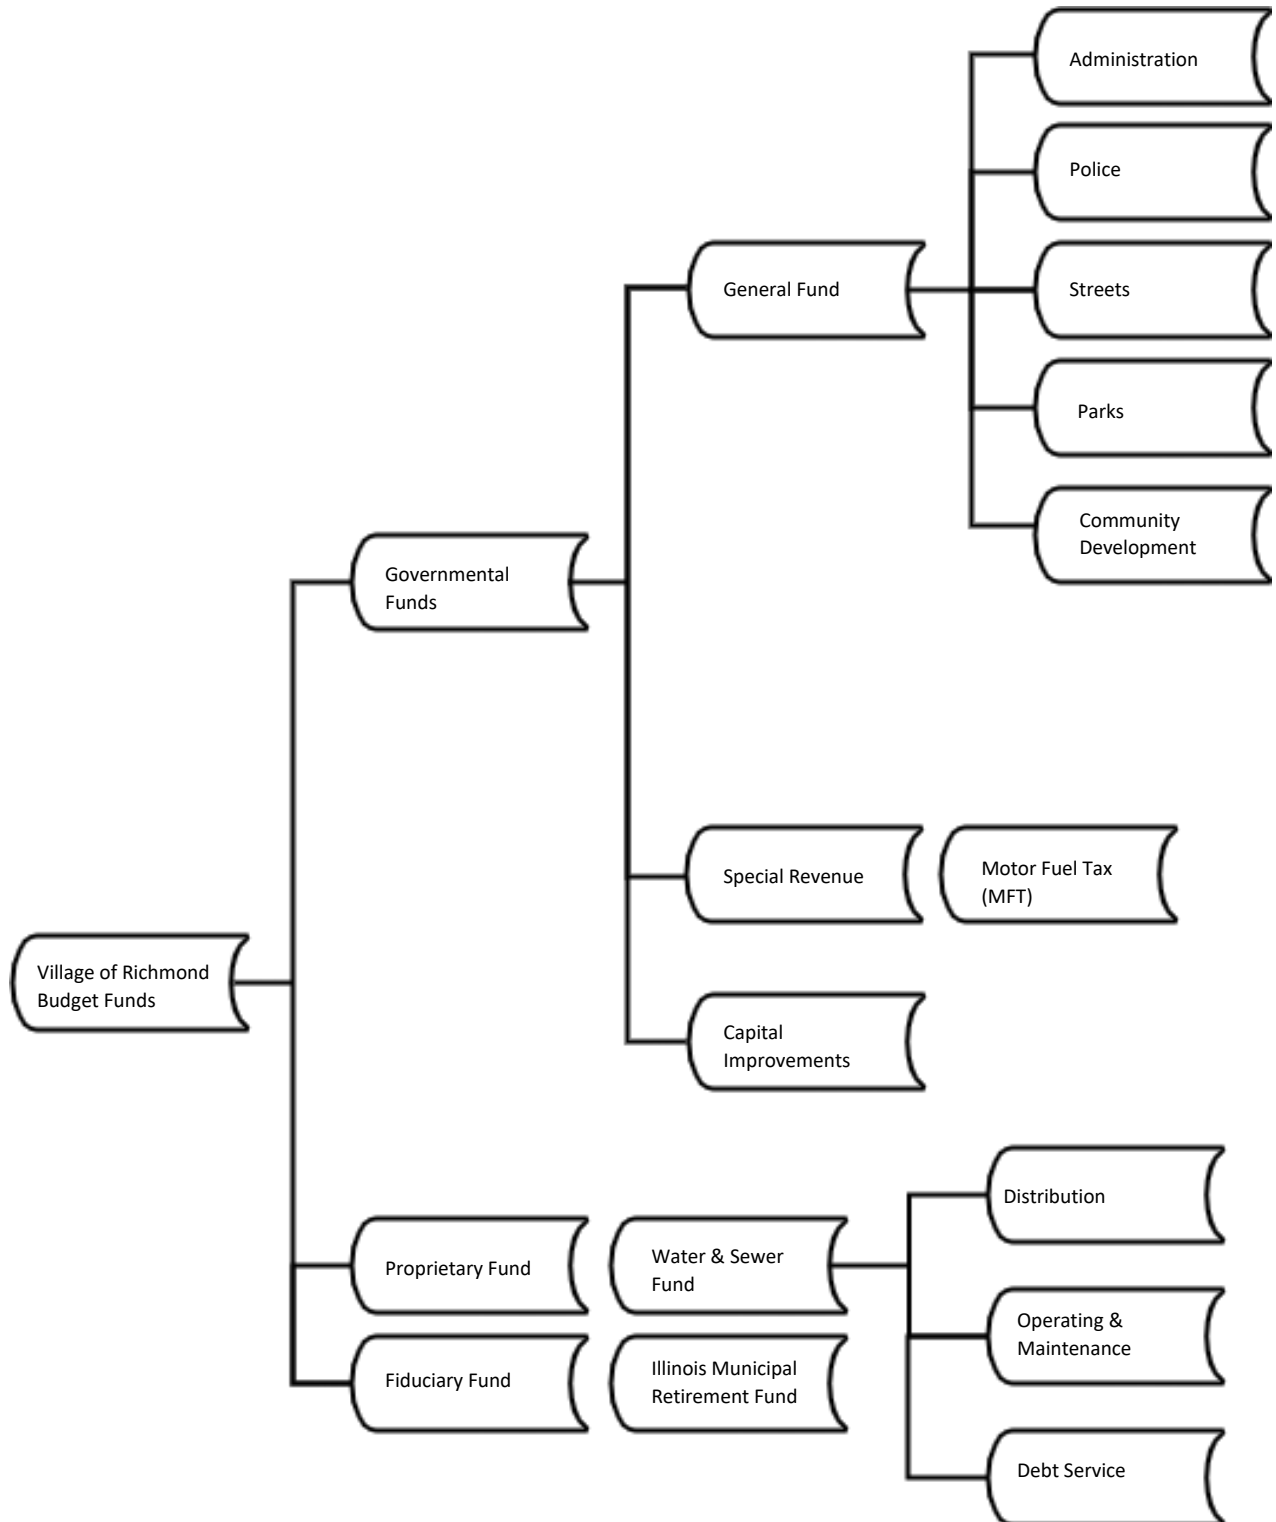 Administration
Police
General Fund
Streets
Parks
Community
Development
Governmental
Funds
Special Revenue
Motor Fuel Tax
(MFT)
Village of Richmond
Budget Funds
Capital
Improvements
Distribution
Proprietary Fund
Water & Sewer
Fund
Operating &
Maintenance
Fiduciary Fund
Illinois Municipal
Retirement Fund
Debt Service